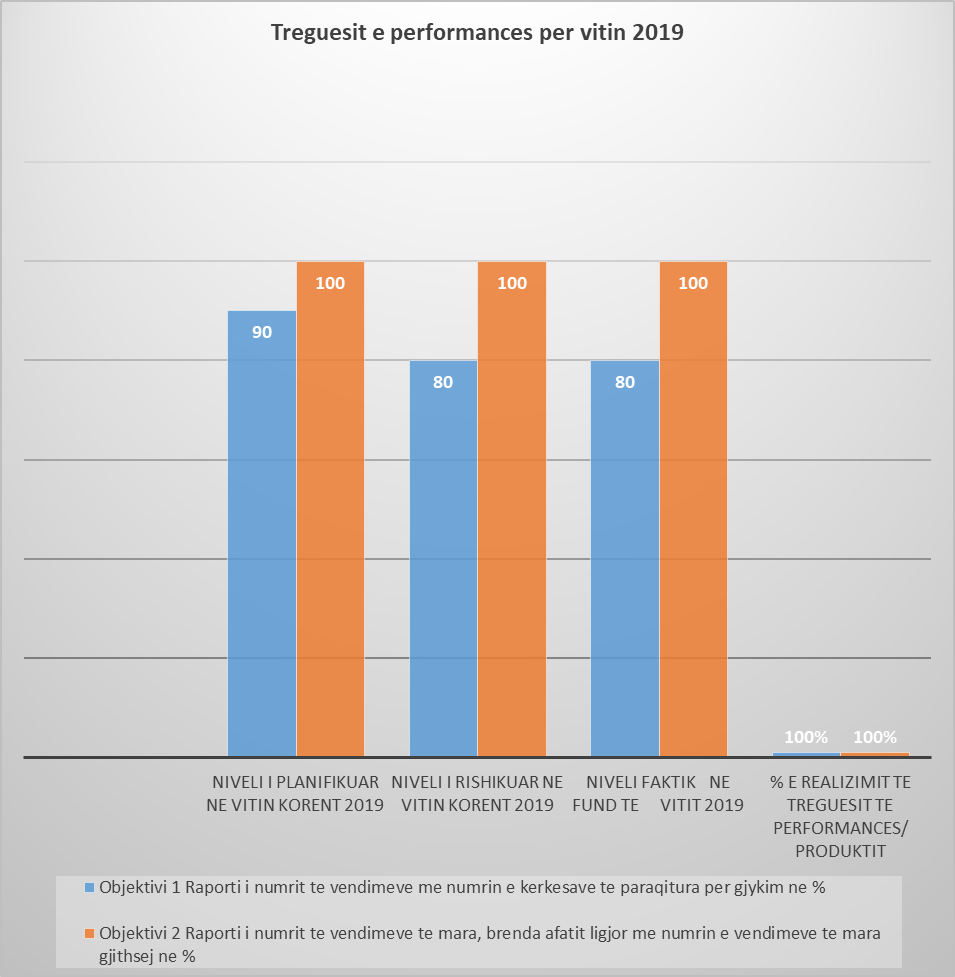 Treguesit e performances per vitin 2019
100
100
100
90
80
80
100%
100%
NIVELI I PLANIFIKUAR
NE VITIN KORENT 2019
NIVELI I RISHIKUAR NE
VITIN KORENT 2019
NIVELI FAKTIK NE
FUND TE VITIT 2019
% E REALIZIMIT TE
TREGUESIT TE
PERFORMANCES/
PRODUKTIT
Objektivi 1 Raporti i numrit te vendimeve me numrin e kerkesave te paraqitura per gjykim ne %
Objektivi 2 Raporti i numrit te vendimeve te mara, brenda afatit ligjor me numrin e vendimeve te mara
gjithsej ne %